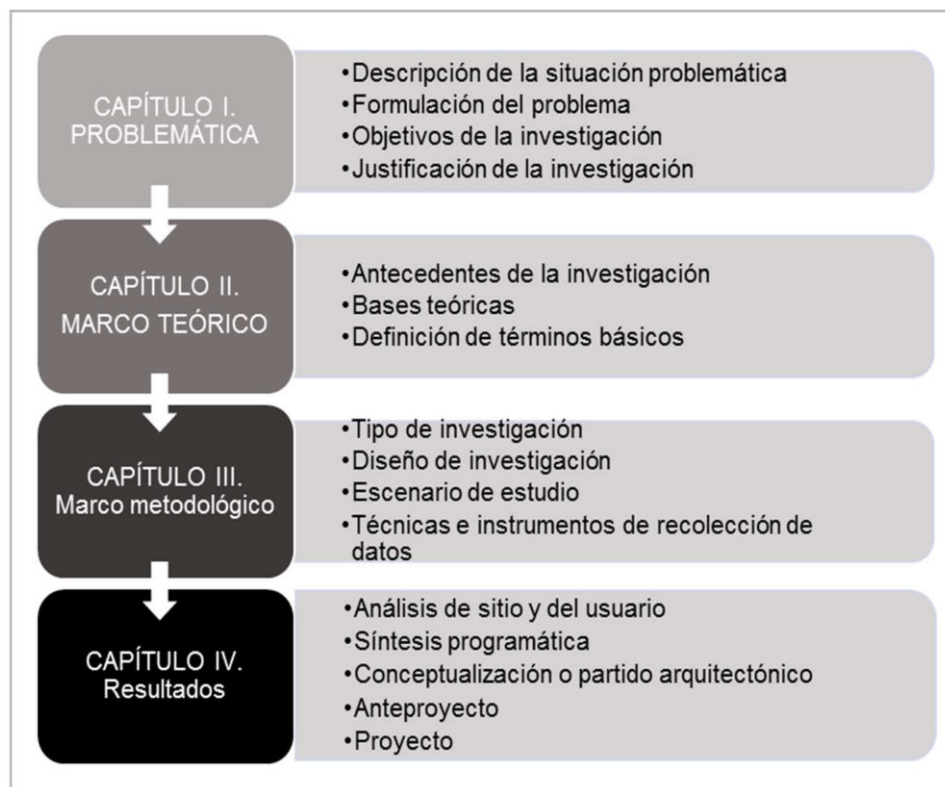 CAPÍTULO I.
PROBLEMÁTICA
•Descripción de la situación problemática
•Formulación del problema
•Objetivos de la investigación
•Justificación de la investigación
CAPÍTULO II.
MARCO TEÓRICO
•Antecedentes de la investigación
•Bases teóricas
•Definición de términos básicos
CAPÍTULO III.
Marco metodológico
•Tipo de investigación
•Diseño de investigación
•Escenario de estudio
•Técnicas e instrumentos de recolección de
datos
CAPÍTULO IV.
Resultados
•Análisis de sitio y del usuario
•Síntesis programática
•Conceptualización o partido arquitectónico
•Anteproyecto
•Proyecto